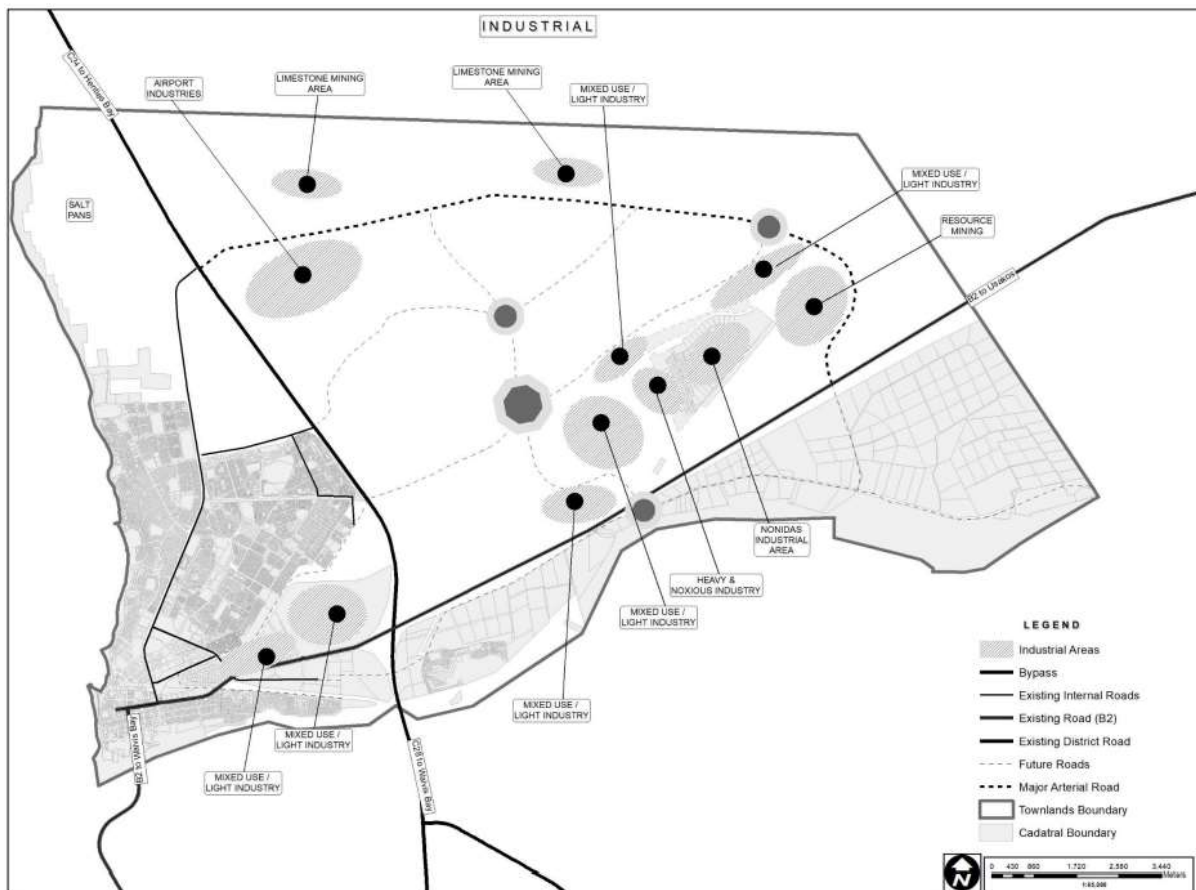 INDUSTRIAL
C34 to Henties Bay
AIRPORT
INDUSTRIES
LIMESTONE MINING
AREA
LIMESTONE MINING
AREA
MIXED USE /
LIGHT INDUSTRY
MIXED USE /
LIGHT INDUSTRY
SALT
PANS
RESOURCE
MINING
B2 to Usakos
NONIDAS
INDUSTRIAL
AREA
HEAVY &
NOXIOUS INDUSTRY
MIXED USE /
LIGHT INDUSTRY
MIXED USE /
LIGHT INDUSTRY
MIXED USE /
LIGHT INDUSTRY
MIXED USE /
LIGHT INDUSTRY
B2 to Walvis Bay
C28 to Walvis Bay
LEGEND
Industrial Areas
Bypass
Existing Internal Roads
Existing Road (B2)
Existing District Road
Future Roads
Major Arterial Road
Townlands Boundary
Cadatral Boundary
N
0 430 860 1.720 2.580 3.440
Meters